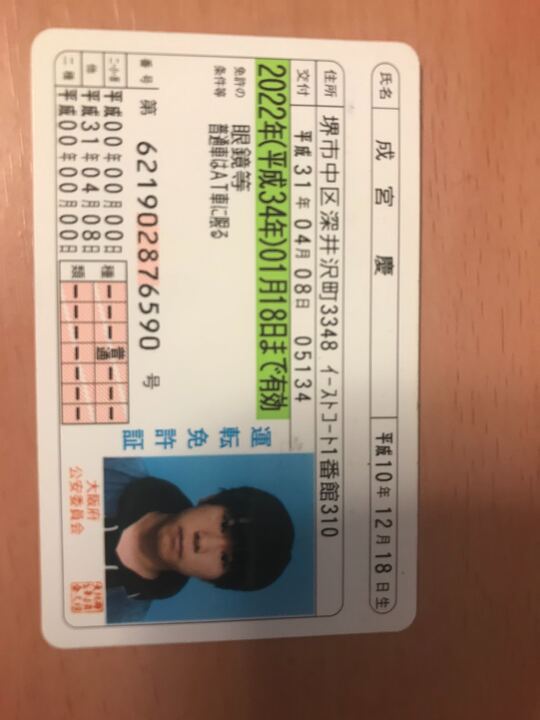 氏名 成宮 慶 平成10年12月18日生
住所 堺市中区深井沢町3348 イーストコート1番館310
交付 平成31年04月08日 05134
2022年(平成34年)01月18日まで有効
免許の条件等 眼鏡等
普通車はAT車に限る
番号 第 621902876590 号
二・小・原 平成00年00月00日
他 平成31年04月08日
二種 平成00年00月00日
種類 普通
運転免許証
大阪府
公安委員会